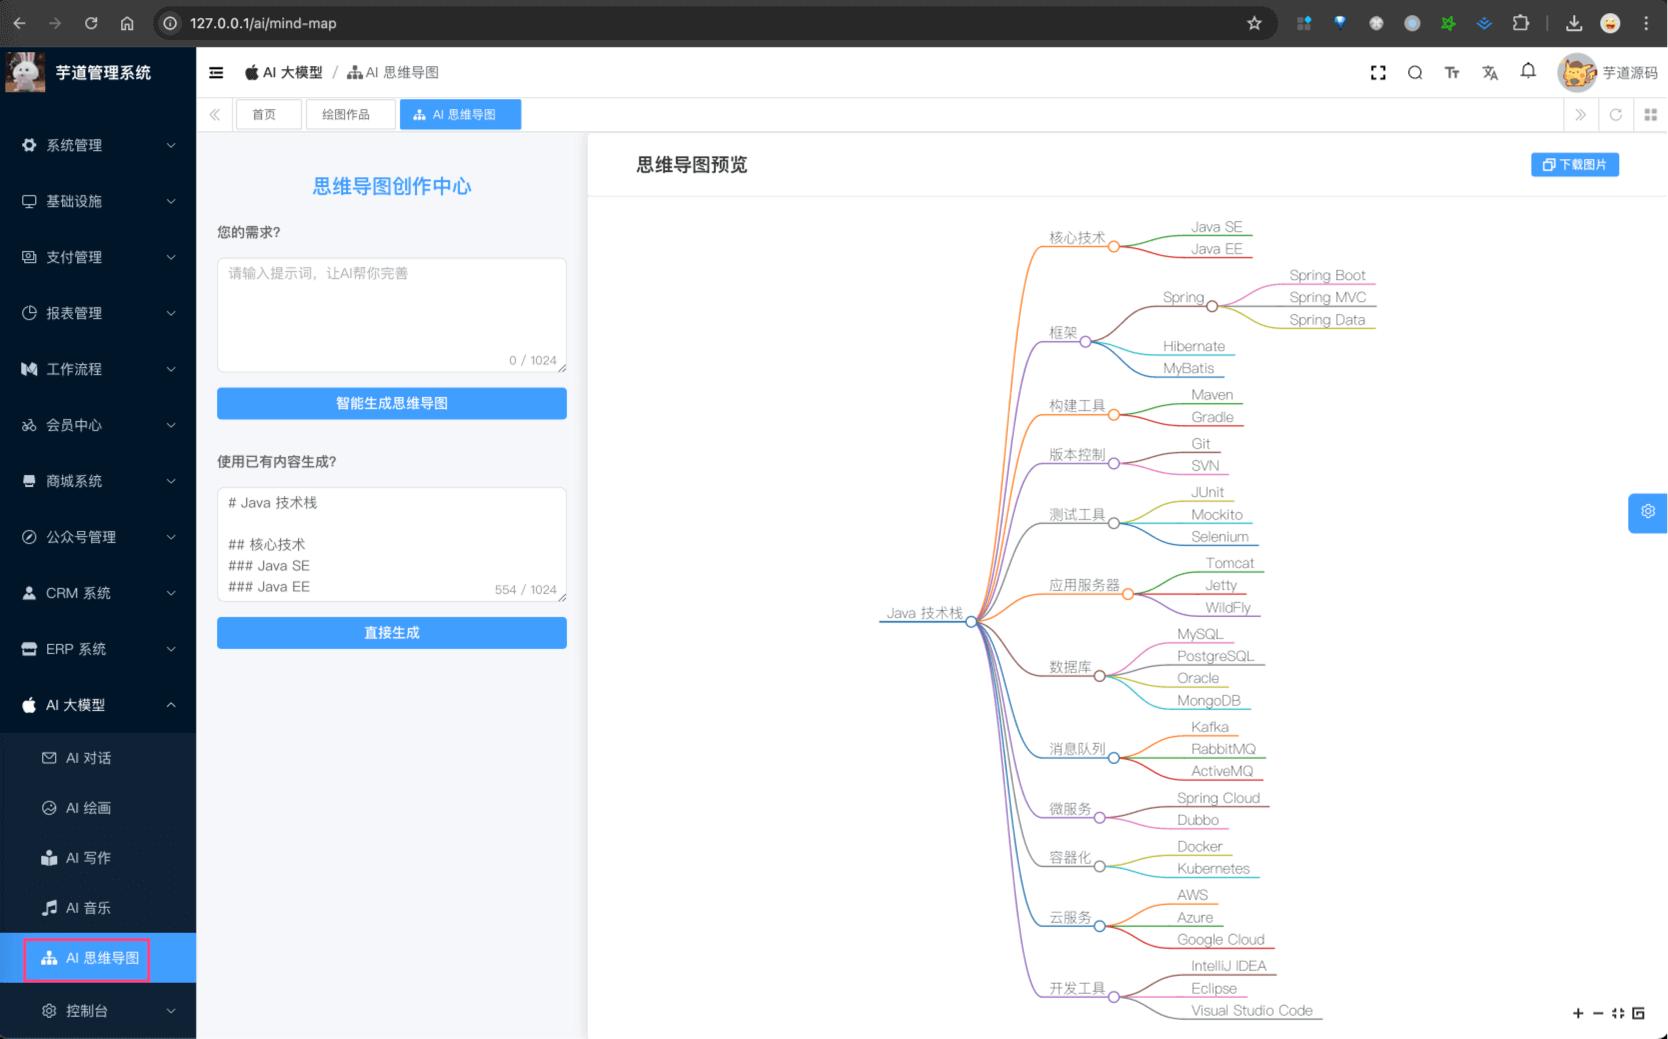 127.0.0.1/ai/mind-map
芋道管理系统
AI 大模型 / AI 思维导图
芋道源码
首页
绘图作品
AI 思维导图
系统管理
基础设施
支付管理
报表管理
工作流程
会员中心
商城系统
公众号管理
CRM 系统
ERP 系统
AI 大模型
AI 对话
AI 绘画
AI 写作
AI 音乐
AI 思维导图
控制台
思维导图创作中心
您的需求?
请输入提示词，让AI帮你完善
0 / 1024
智能生成思维导图
使用已有内容生成?
# Java 技术栈
## 核心技术
### Java SE
### Java EE
554 / 1024
直接生成
思维导图预览
下载图片
Java 技术栈
核心技术
Java SE
Java EE
框架
Spring
Spring Boot
Spring MVC
Spring Data
Hibernate
MyBatis
构建工具
Maven
Gradle
版本控制
Git
SVN
测试工具
JUnit
Mockito
Selenium
应用服务器
Tomcat
Jetty
WildFly
数据库
MySQL
PostgreSQL
Oracle
MongoDB
消息队列
Kafka
RabbitMQ
ActiveMQ
微服务
Spring Cloud
Dubbo
容器化
Docker
Kubernetes
云服务
AWS
Azure
Google Cloud
开发工具
IntelliJ IDEA
Eclipse
Visual Studio Code